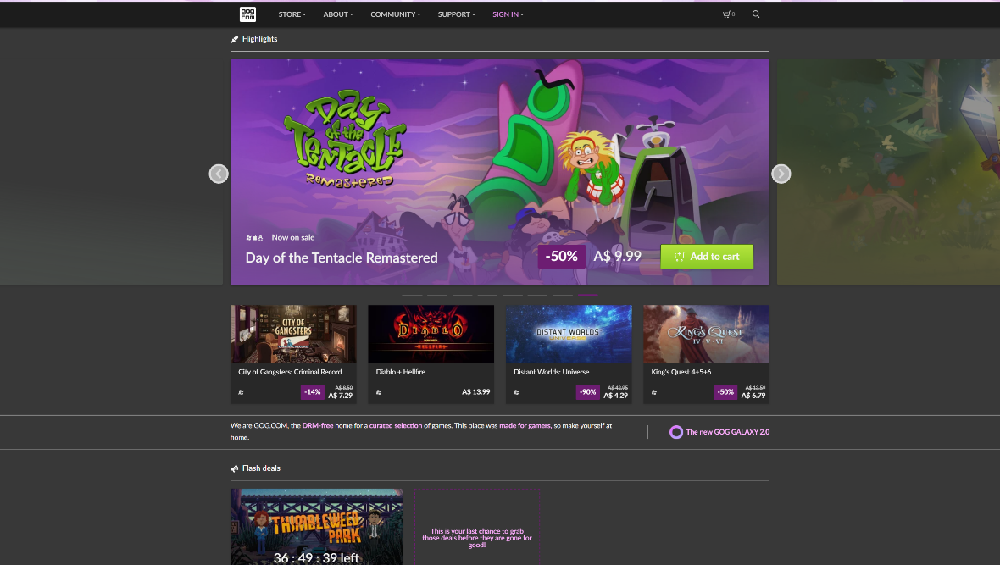 GOG
COM
STORE
ABOUT
COMMUNITY
SUPPORT
SIGN IN
0
Highlights
Day
of the
Tentacle
Remastered
Now on sale
Day of the Tentacle Remastered
-50%
A$ 9.99
Add to cart
CITY OF
GANGSTERS
CRIMINAL RECORD
City of Gangsters: Criminal Record
-14%
A$ 8.50
A$ 7.29
DIABLO
HELLFIRE
Diablo + Hellfire
A$ 13.99
DISTANT WORLDS
UNIVERSE
Distant Worlds: Universe
-90%
A$ 42.95
A$ 4.29
KING'S QUEST
IV · V · VI
King's Quest 4+5+6
-50%
A$ 13.59
A$ 6.79
We are GOG.COM, the DRM-free home for a curated selection of games. This place was made for gamers, so make yourself at
home.
The new GOG GALAXY 2.0
Flash deals
THIMBLEWEED
PARK
36 : 49 : 39 left
This is your last chance to grab
those deals before they are gone for
good!